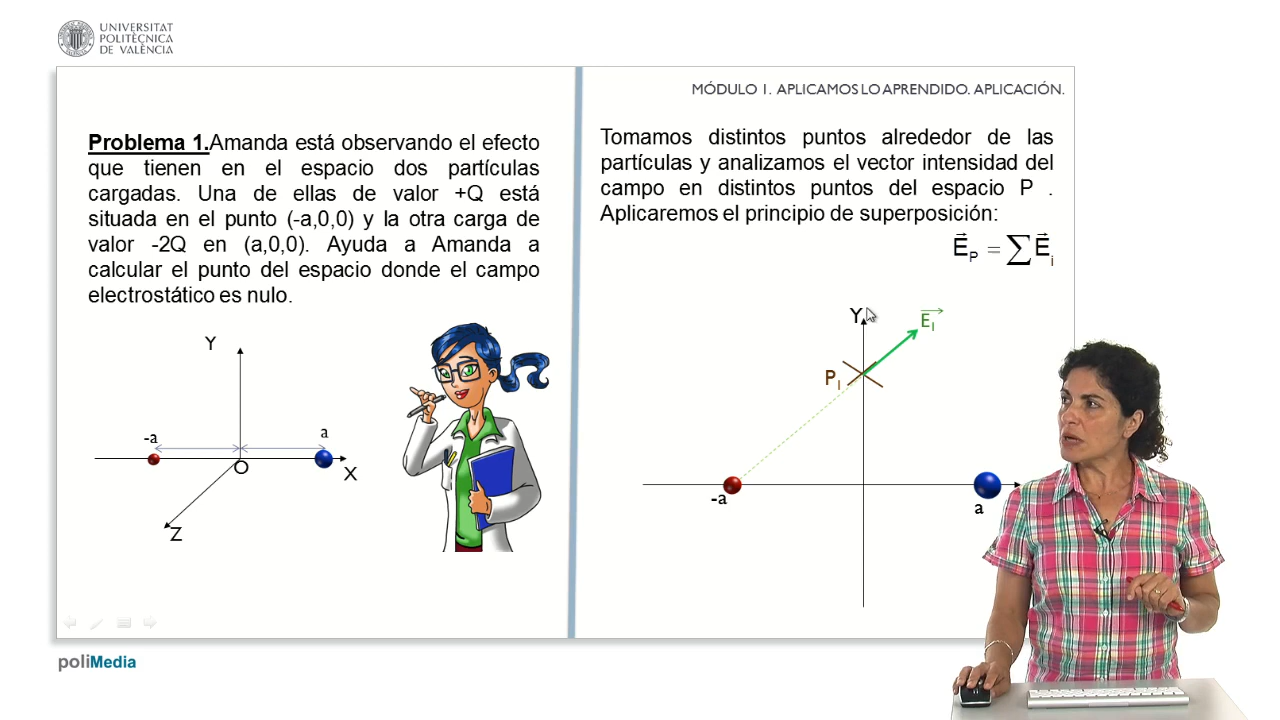 UNIVERSITAT
POLITÈCNICA
DE VALÈNCIA
MÓDULO 1. APLICAMOS LO APRENDIDO. APLICACIÓN.
Problema 1.Amanda está observando el efecto
que tienen en el espacio dos partículas
cargadas. Una de ellas de valor +Q está
situada en el punto (-a,0,0) y la otra carga de
valor -2Q en (a,0,0). Ayuda a Amanda a
calcular el punto del espacio donde el campo
electrostático es nulo.
Y
-a
a
O
X
Z
Tomamos distintos puntos alrededor de las
partículas y analizamos el vector intensidad del
campo en distintos puntos del espacio P .
Aplicaremos el principio de superposición:
E⃗P = ∑E⃗i
Y
E⃗1
P1
-a
a
poliMedia